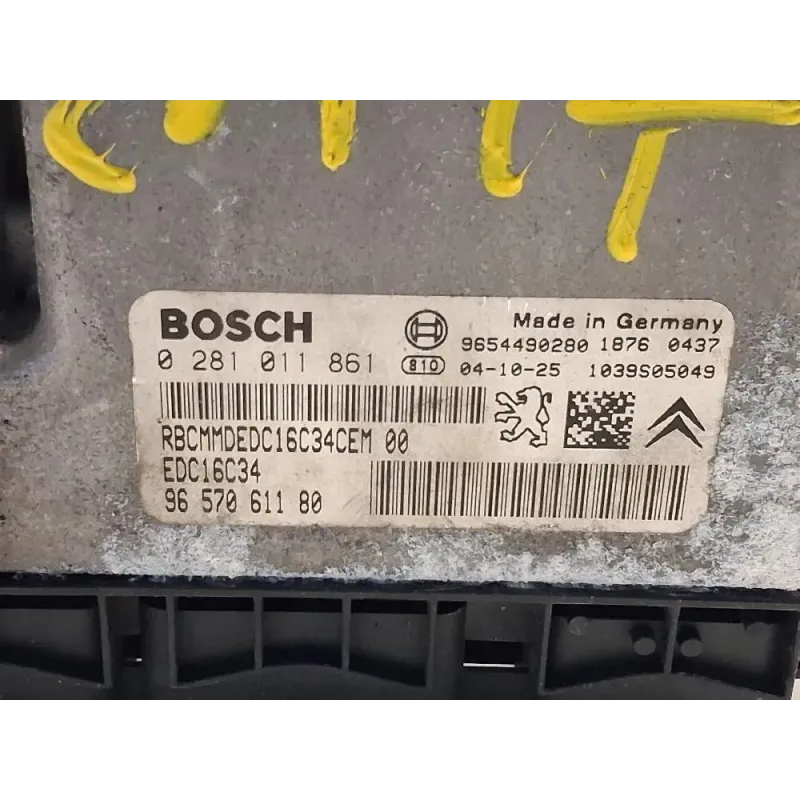 BOSCH
Made in Germany
0 281 011 861
9654490280 1876 0437
810 04-10-25 1039S05049
RBCMMDEDC16C34CEM 00
EDC16C34
96 570 611 80